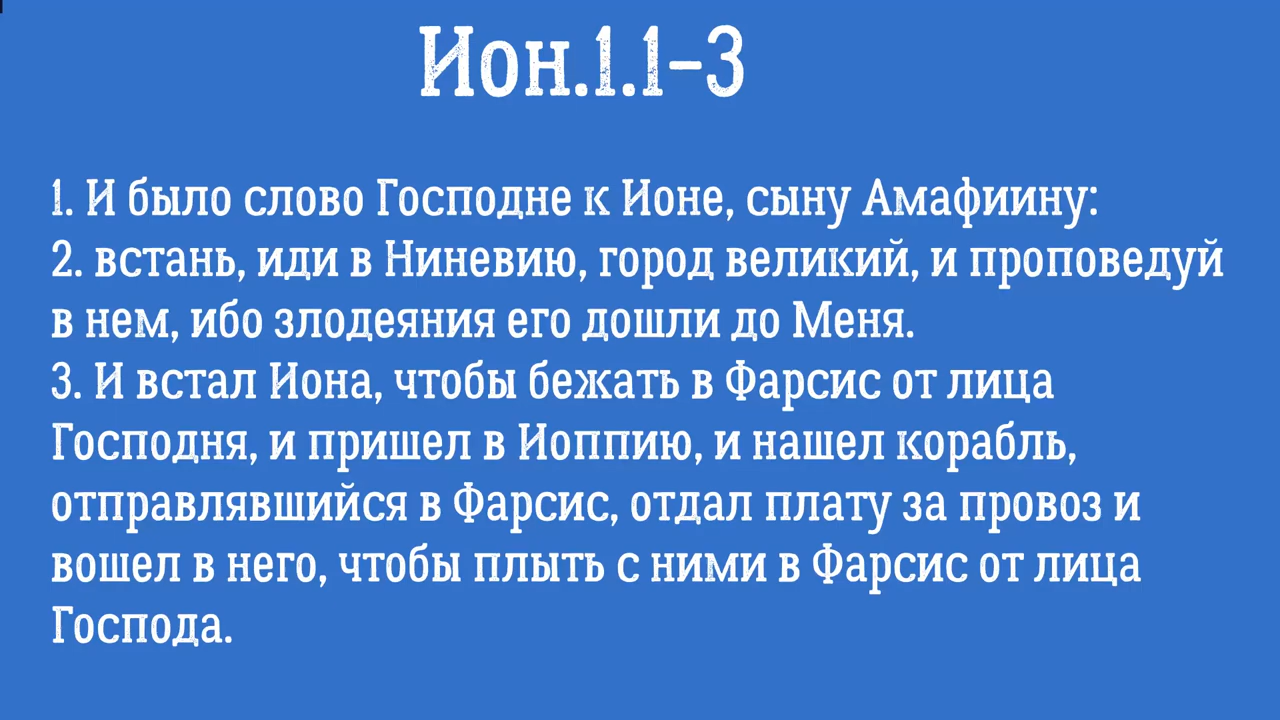 Ион.1.1-3
1. И было слово Господне к Ионе, сыну Амафиину:
2. встань, иди в Ниневию, город великий, и проповедуй
в нем, ибо злодеяния его дошли до Меня.
3. И встал Иона, чтобы бежать в Фарсис от лица
Господня, и пришел в Иоппию, и нашел корабль,
отправлявшийся в Фарсис, отдал плату за провоз и
вошел в него, чтобы плыть с ними в Фарсис от лица
Господа.